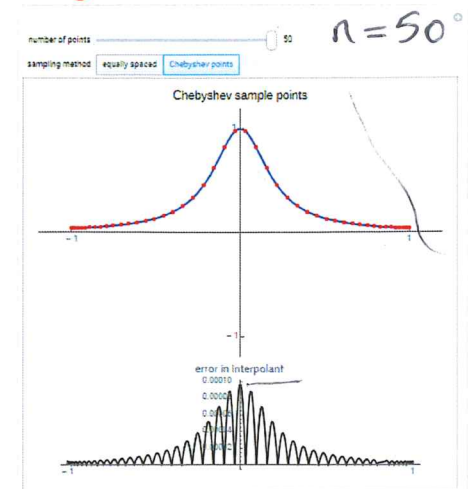 number of points 50 n=50
sampling method equally spaced Chebyshev points
Chebyshev sample points
1
-1 1
-1
error in interpolant
0.00010
-1 1